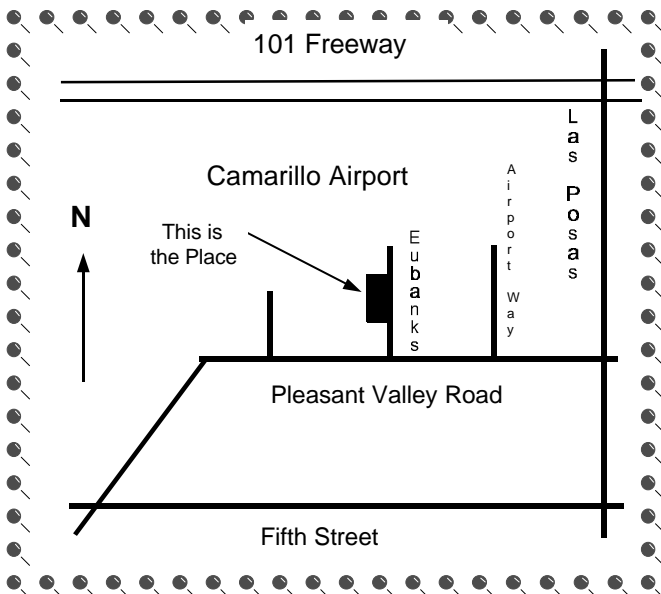 101 Freeway
Las Posas
Camarillo Airport
Airport Way
N
This is
the Place
Eubanks
Pleasant Valley Road
Fifth Street